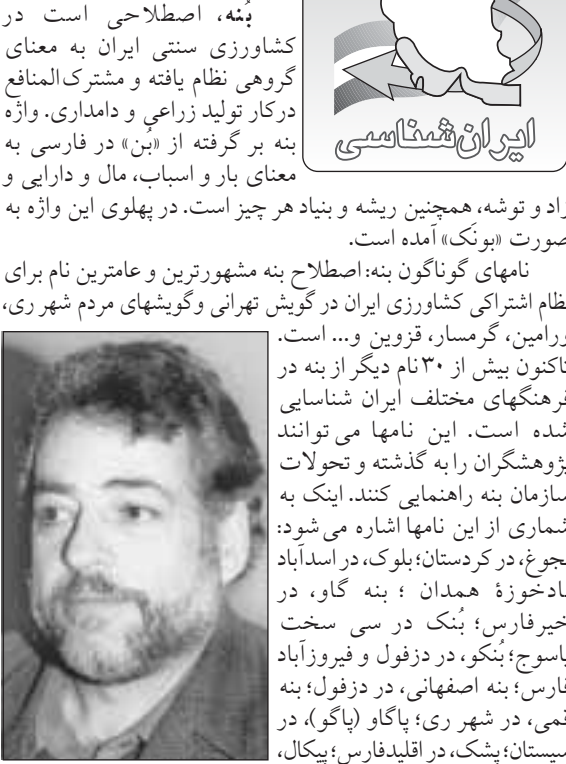 بُنه، اصطلاحی است در
کشاورزی سنتی ایران به معنای
گروهی نظام یافته و مشترک‌المنافع
درکار تولید زراعی و دامداری. واژه
بنه بر گرفته از «بُن» در فارسی به
معنای بار و اسباب، مال و دارایی و
ایران‌شناسی
زاد و توشه، همچنین ریشه و بنیاد هر چیز است. در پهلوی این واژه به
صورت «بونَک» آمده است.
نامهای گوناگون بنه: اصطلاح بنه مشهورترین و عامترین نام برای
نظام اشتراکی کشاورزی ایران در گویش تهرانی وگویشهای مردم شهر ری،
ورامین، گرمسار، قزوین و... است.
تاکنون بیش از ۳۰ نام دیگر از بنه در
فرهنگهای مختلف ایران شناسایی
شده است. این نامها می توانند
پژوهشگران را به گذشته و تحولات
سازمان بنه راهنمایی کنند. اینک به
شماری از این نامها اشاره می شود:
در کردستان؛ بلوک، در اسدآباد
همدان ؛ بنه گاو، در
فارس؛ بُنک در سی سخت
یاسوج؛ بُنکو، در دزفول و فیروزآباد
فارس؛ بنه اصفهانی، در دزفول؛ بنه
قمی، در شهر ری؛ پاگاو (پاگو)، در
سیستان؛ پشک، در اقلیدفارس؛ پیکال،